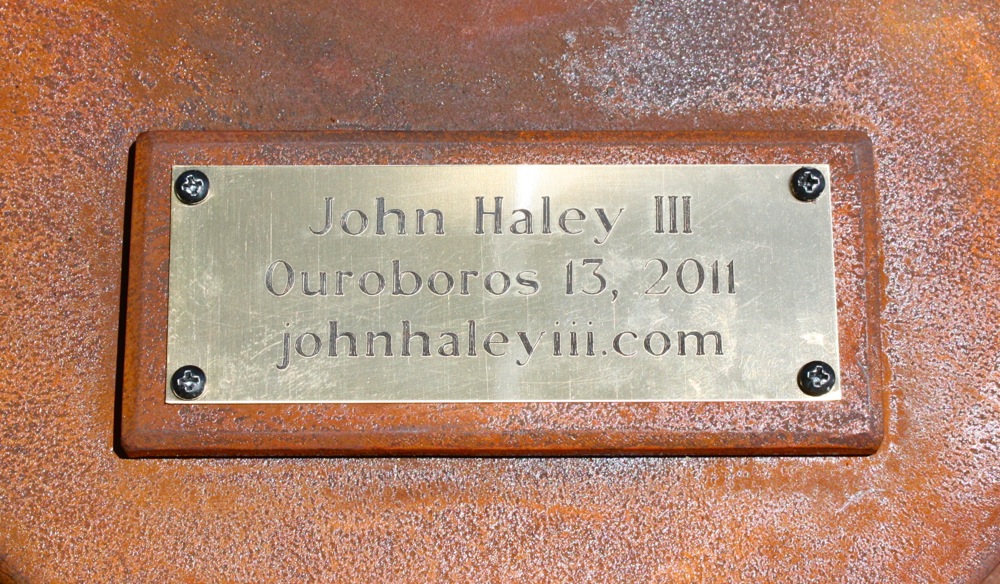 John Haley III
Ouroboros 13, 2011
johnhaleyiii.com